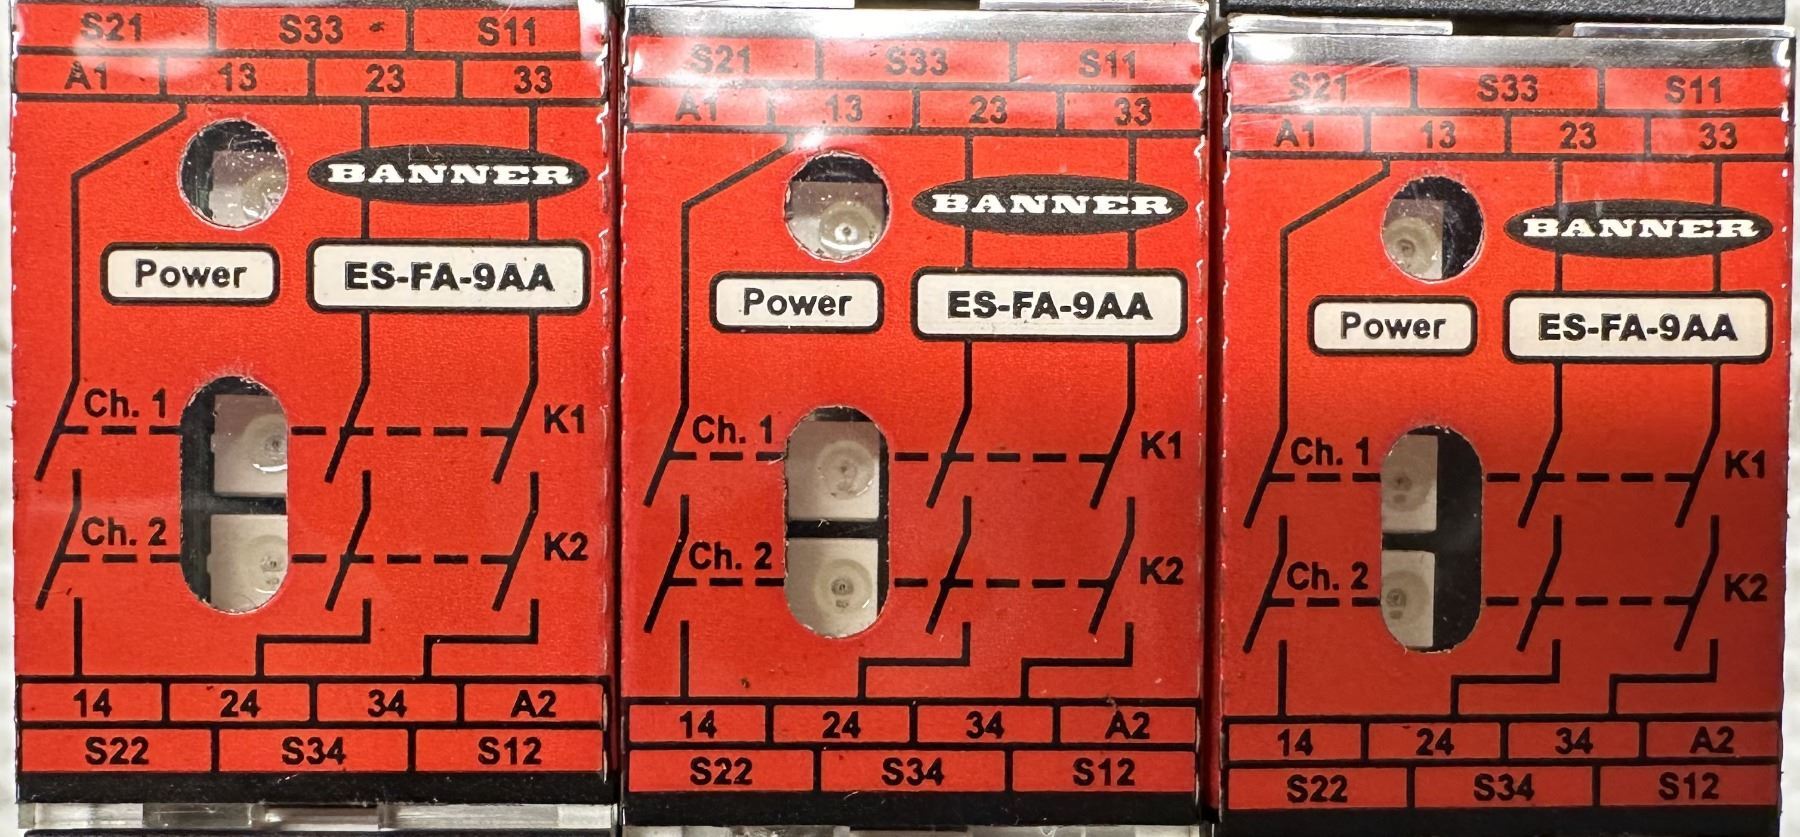 S21 S33 S11
A1 13 23 33
BANNER
Power ES-FA-9AA
Ch. 1 K1
Ch. 2 K2
14 24 34 A2
S22 S34 S12
S21 S33 S11
A1 13 23 33
BANNER
Power ES-FA-9AA
Ch. 1 K1
Ch. 2 K2
14 24 34 A2
S22 S34 S12
S21 S33 S11
A1 13 23 33
BANNER
Power ES-FA-9AA
Ch. 1 K1
Ch. 2 K2
14 24 34 A2
S22 S34 S12